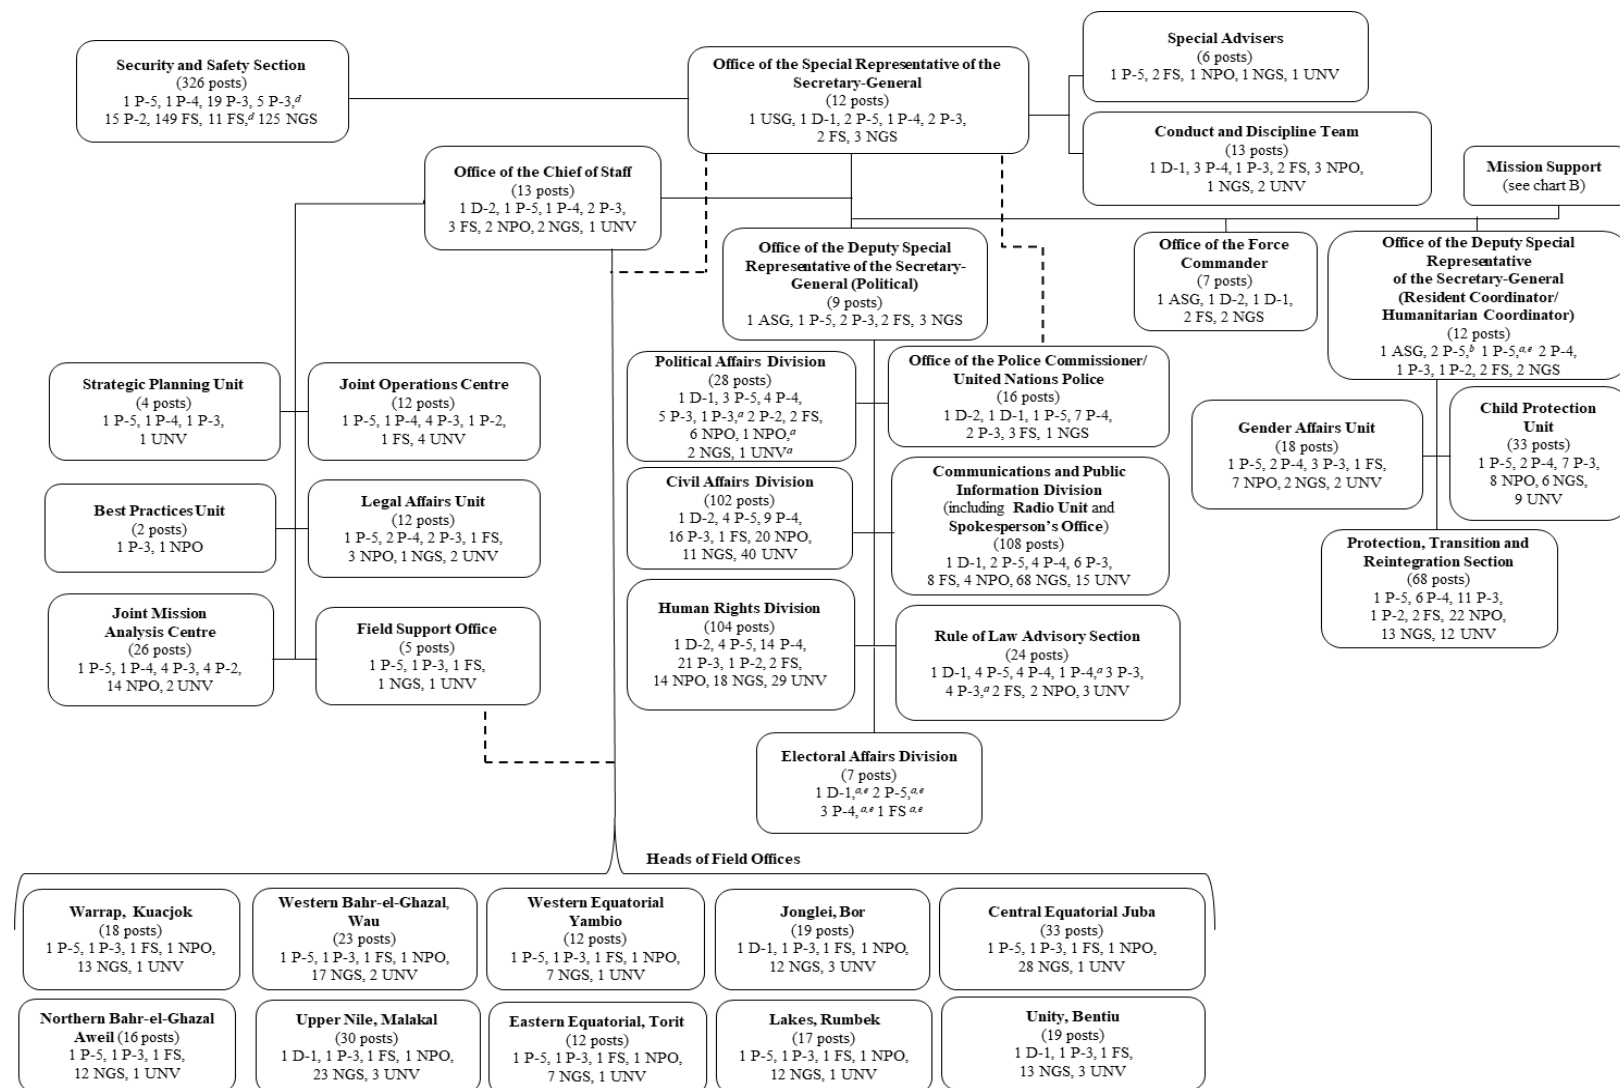 Security and Safety Section
(326 posts)
1 P-5, 1 P-4, 19 P-3, 5 P-3,d
15 P-2, 149 FS, 11 FS,d 125 NGS
Office of the Special Representative of the
Secretary-General
(12 posts)
1 USG, 1 D-1, 2 P-5, 1 P-4, 2 P-3,
2 FS, 3 NGS
Special Advisers
(6 posts)
1 P-5, 2 FS, 1 NPO, 1 NGS, 1 UNV
Conduct and Discipline Team
(13 posts)
1 D-1, 3 P-4, 1 P-3, 2 FS, 3 NPO,
1 NGS, 2 UNV
Mission Support
(see chart B)
Office of the Chief of Staff
(13 posts)
1 D-2, 1 P-5, 1 P-4, 2 P-3,
3 FS, 2 NPO, 2 NGS, 1 UNV
Office of the Deputy Special
Representative of the Secretary-
General (Political)
(9 posts)
1 ASG, 1 P-5, 2 P-3, 2 FS, 3 NGS
Office of the Force
Commander
(7 posts)
1 ASG, 1 D-2, 1 D-1,
2 FS, 2 NGS
Office of the Deputy Special
Representative
of the Secretary-General
(Resident Coordinator/
Humanitarian Coordinator)
(12 posts)
1 ASG, 2 P-5,b 1 P-5,a,e 2 P-4,
1 P-3, 1 P-2, 2 FS, 2 NGS
Strategic Planning Unit
(4 posts)
1 P-5, 1 P-4, 1 P-3,
1 UNV
Joint Operations Centre
(12 posts)
1 P-5, 1 P-4, 4 P-3, 1 P-2,
1 FS, 4 UNV
Political Affairs Division
(28 posts)
1 D-1, 3 P-5, 4 P-4,
5 P-3, 1 P-3,a 2 P-2, 2 FS,
6 NPO, 1 NPO,a
2 NGS, 1 UNVa
Office of the Police Commissioner/
United Nations Police
(16 posts)
1 D-2, 1 D-1, 1 P-5, 7 P-4,
2 P-3, 3 FS, 1 NGS
Gender Affairs Unit
(18 posts)
1 P-5, 2 P-4, 3 P-3, 1 FS,
7 NPO, 2 NGS, 2 UNV
Child Protection
Unit
(33 posts)
1 P-5, 2 P-4, 7 P-3,
8 NPO, 6 NGS,
9 UNV
Best Practices Unit
(2 posts)
1 P-3, 1 NPO
Legal Affairs Unit
(12 posts)
1 P-5, 2 P-4, 2 P-3, 1 FS,
3 NPO, 1 NGS, 2 UNV
Civil Affairs Division
(102 posts)
1 D-2, 4 P-5, 9 P-4,
16 P-3, 1 FS, 20 NPO,
11 NGS, 40 UNV
Communications and Public
Information Division
(including Radio Unit and
Spokesperson's Office)
(108 posts)
1 D-1, 2 P-5, 4 P-4, 6 P-3,
8 FS, 4 NPO, 68 NGS, 15 UNV
Protection, Transition and
Reintegration Section
(68 posts)
1 P-5, 6 P-4, 11 P-3,
1 P-2, 2 FS, 22 NPO,
13 NGS, 12 UNV
Joint Mission
Analysis Centre
(26 posts)
1 P-5, 1 P-4, 4 P-3, 4 P-2,
14 NPO, 2 UNV
Field Support Office
(5 posts)
1 P-5, 1 P-3, 1 FS,
1 NGS, 1 UNV
Human Rights Division
(104 posts)
1 D-2, 4 P-5, 14 P-4,
21 P-3, 1 P-2, 2 FS,
14 NPO, 18 NGS, 29 UNV
Rule of Law Advisory Section
(24 posts)
1 D-1, 4 P-5, 4 P-4, 1 P-4,a 3 P-3,
4 P-3,a 2 FS, 2 NPO, 3 UNV
Electoral Affairs Division
(7 posts)
1 D-1,a,e 2 P-5,a,e
3 P-4,a,e 1 FS a,e
Heads of Field Offices
Warrap, Kuacjok
(18 posts)
1 P-5, 1 P-3, 1 FS, 1 NPO,
13 NGS, 1 UNV
Western Bahr-el-Ghazal,
Wau
(23 posts)
1 P-5, 1 P-3, 1 FS, 1 NPO,
17 NGS, 2 UNV
Western Equatorial
Yambio
(12 posts)
1 P-5, 1 P-3, 1 FS, 1 NPO,
7 NGS, 1 UNV
Jonglei, Bor
(19 posts)
1 D-1, 1 P-3, 1 FS, 1 NPO,
12 NGS, 3 UNV
Central Equatorial Juba
(33 posts)
1 P-5, 1 P-3, 1 FS, 1 NPO,
28 NGS, 1 UNV
Northern Bahr-el-Ghazal
Aweil (16 posts)
1 P-5, 1 P-3, 1 FS,
12 NGS, 1 UNV
Upper Nile, Malakal
(30 posts)
1 D-1, 1 P-3, 1 FS, 1 NPO,
23 NGS, 3 UNV
Eastern Equatorial, Torit
(12 posts)
1 P-5, 1 P-3, 1 FS, 1 NPO,
7 NGS, 1 UNV
Lakes, Rumbek
(17 posts)
1 P-5, 1 P-3, 1 FS, 1 NPO,
12 NGS, 1 UNV
Unity, Bentiu
(19 posts)
1 D-1, 1 P-3, 1 FS,
13 NGS, 3 UNV